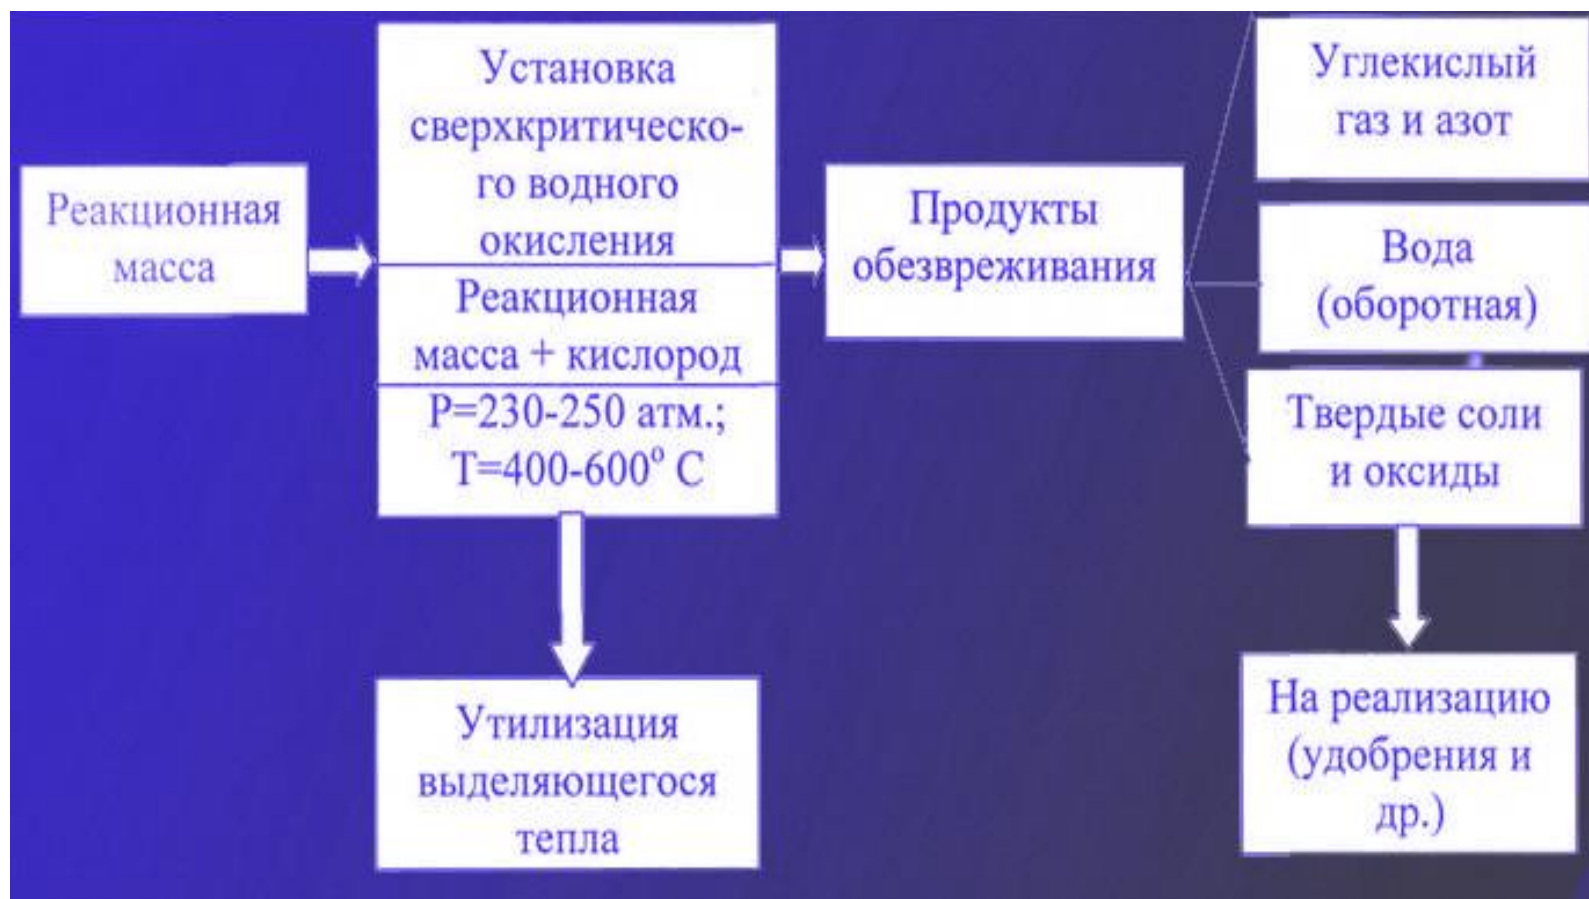 Реакционная
масса
Установка
сверхкритическо-
го водного
окисления
Реакционная
масса + кислород
Р=230-250 атм.;
Т=400-600º С
Утилизация
выделяющегося
тепла
Продукты
обезвреживания
Углекислый
газ и азот
Вода
(оборотная)
Твердые соли
и оксиды
На реализацию
(удобрения и
др.)